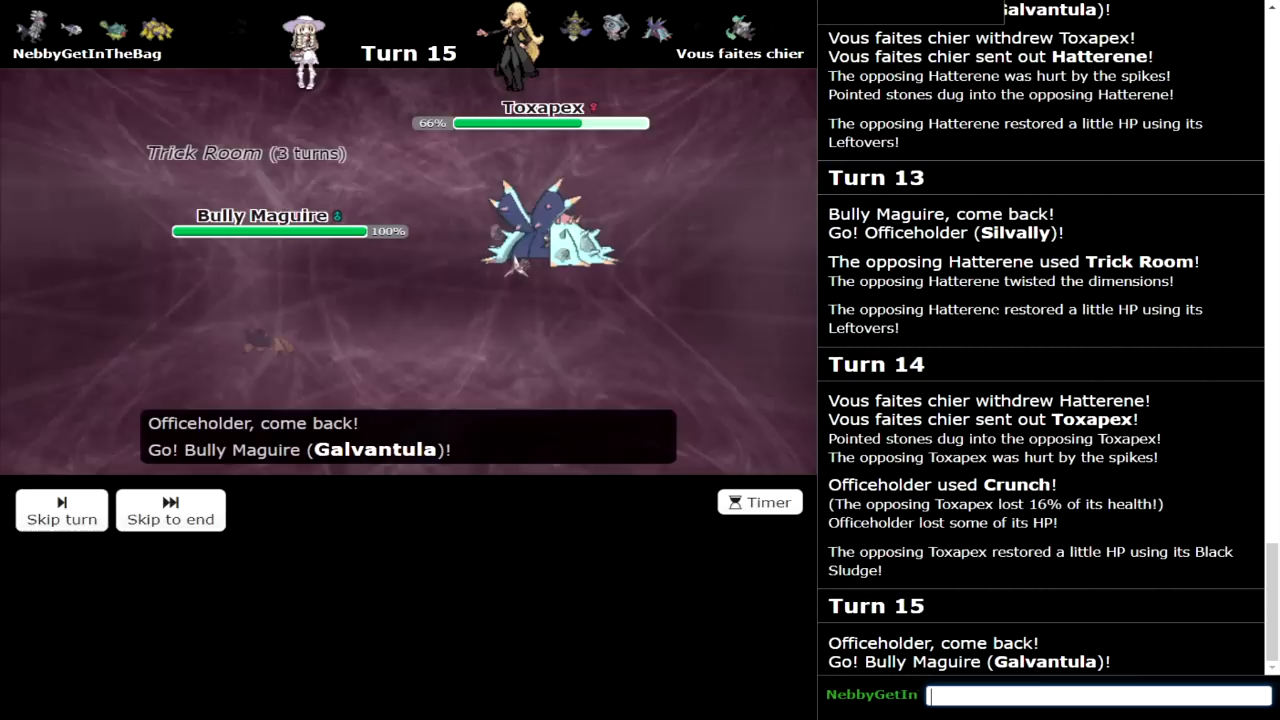 NebbyGetInTheBag
Turn 15
Vous faites chier
Toxapex ♀
66%
Trick Room (3 turns)
Bully Maguire ♂
100%
Officeholder, come back!
Go! Bully Maguire (Galvantula)!
Skip turn
Skip to end
Timer
alvantula)!
Vous faites chier withdrew Toxapex!
Vous faites chier sent out Hatterene!
The opposing Hatterene was hurt by the spikes!
Pointed stones dug into the opposing Hatterene!
The opposing Hatterene restored a little HP using its
Leftovers!
Turn 13
Bully Maguire, come back!
Go! Officeholder (Silvally)!
The opposing Hatterene used Trick Room!
The opposing Hatterene twisted the dimensions!
The opposing Hatterene restored a little HP using its
Leftovers!
Turn 14
Vous faites chier withdrew Hatterene!
Vous faites chier sent out Toxapex!
Pointed stones dug into the opposing Toxapex!
The opposing Toxapex was hurt by the spikes!
Officeholder used Crunch!
(The opposing Toxapex lost 16% of its health!)
Officeholder lost some of its HP!
The opposing Toxapex restored a little HP using its Black
Sludge!
Turn 15
Officeholder, come back!
Go! Bully Maguire (Galvantula)!
NebbyGetIn